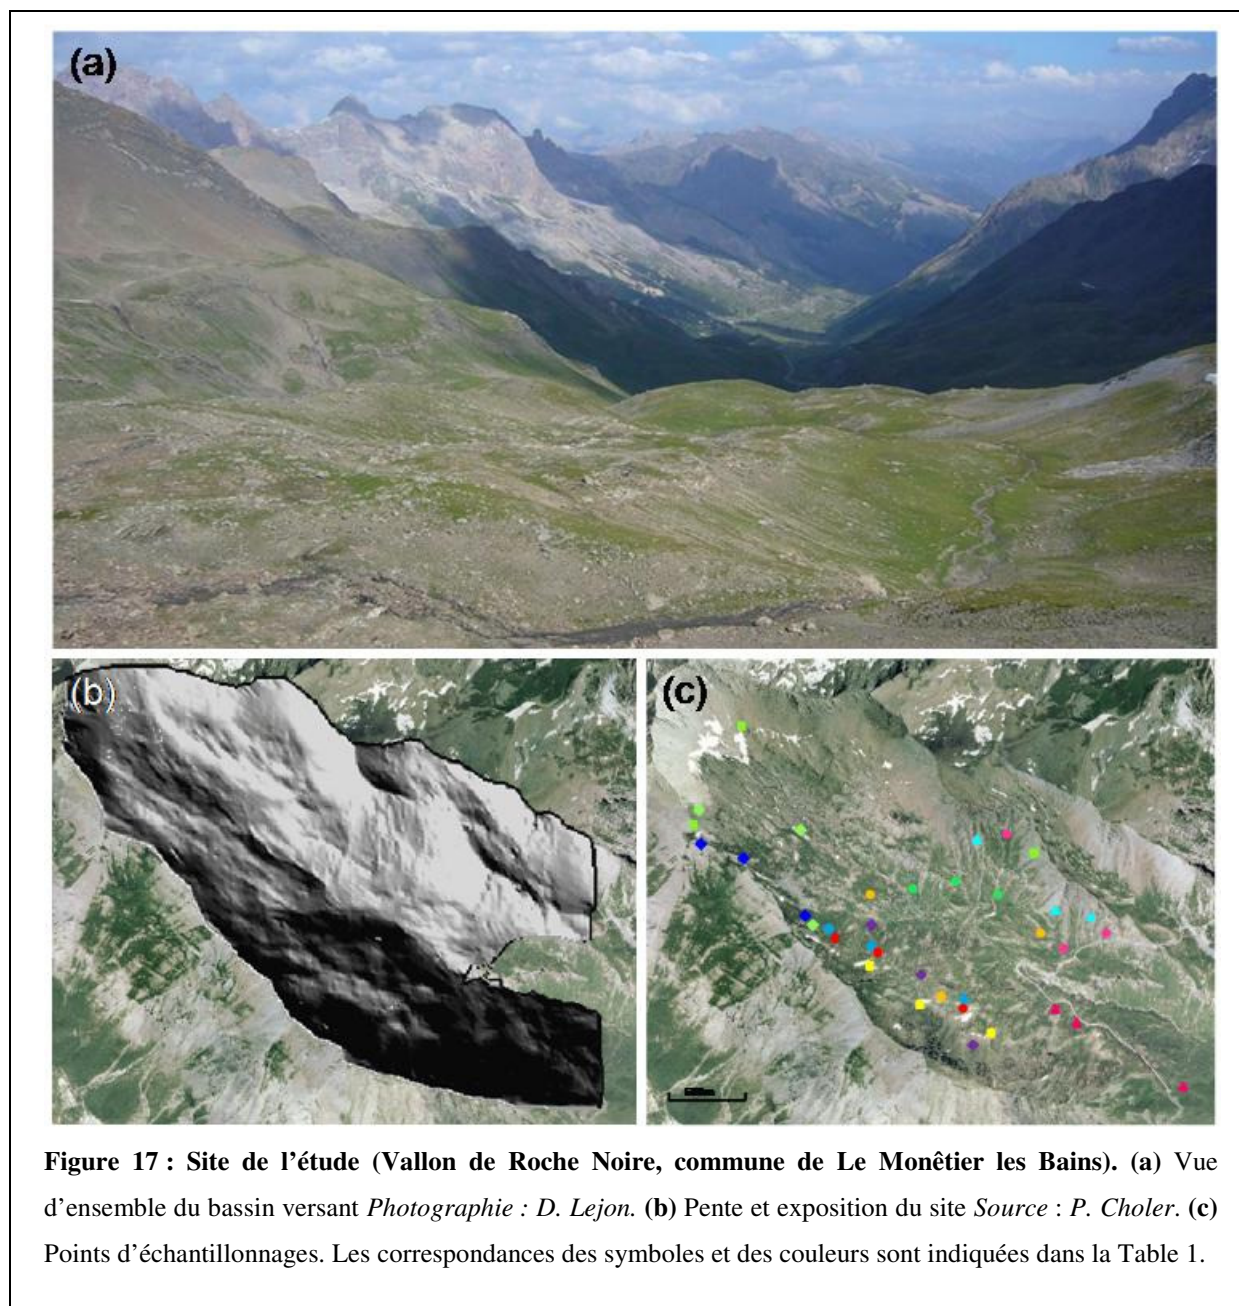 (a)
(b)
(c)
Figure 17 : Site de l'étude (Vallon de Roche Noire, commune de Le Monêtier les Bains). (a) Vue
d'ensemble du bassin versant Photographie : D. Lejon. (b) Pente et exposition du site Source : P. Choler. (c)
Points d'échantillonnages. Les correspondances des symboles et des couleurs sont indiquées dans la Table 1.